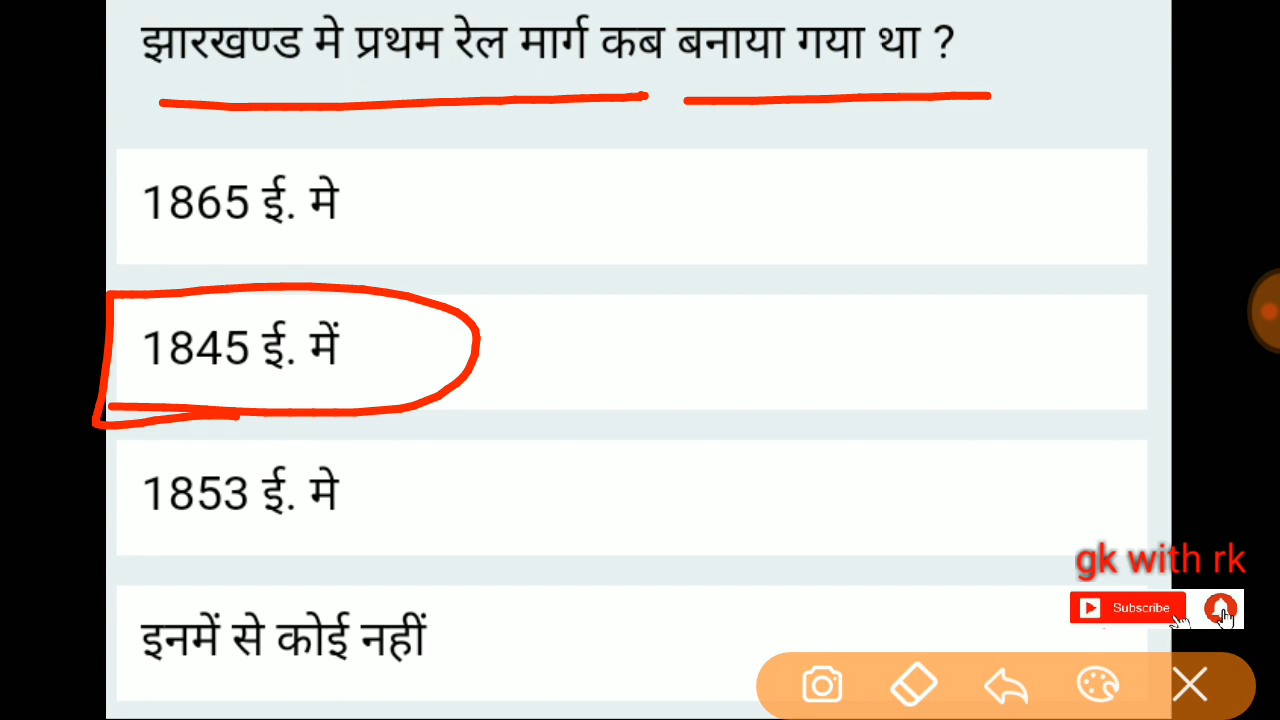 झारखण्ड मे प्रथम रेल मार्ग कब बनाया गया था ?
1865 ई. मे
1845 ई. में
1853 ई. मे
इनमें से कोई नहीं
gk with rk
Subscribe